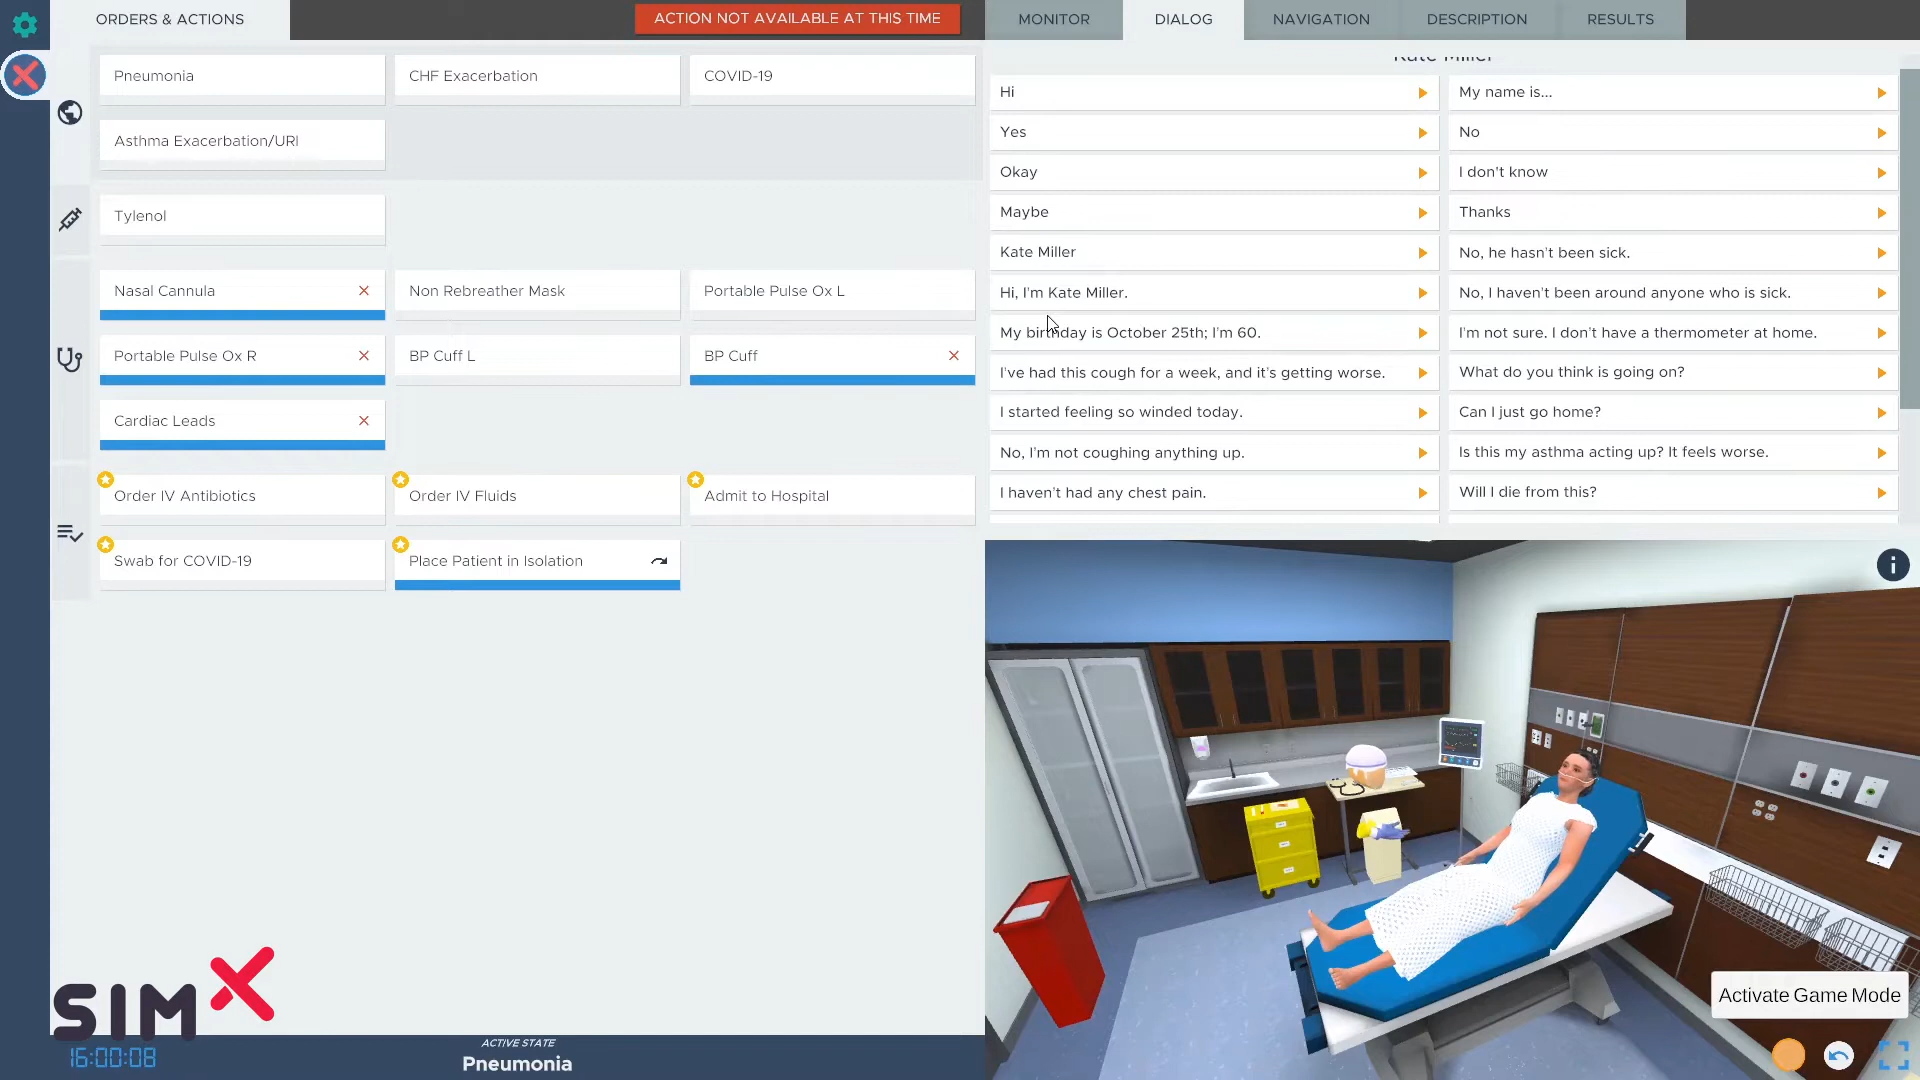 ORDERS & ACTIONS
ACTION NOT AVAILABLE AT THIS TIME
MONITOR
DIALOG
NAVIGATION
DESCRIPTION
RESULTS
Pneumonia
CHF Exacerbation
COVID-19
Asthma Exacerbation/URI
Tylenol
Nasal Cannula
Non Rebreather Mask
Portable Pulse Ox L
Portable Pulse Ox R
BP Cuff L
BP Cuff
Cardiac Leads
Order IV Antibiotics
Order IV Fluids
Admit to Hospital
Swab for COVID-19
Place Patient in Isolation
Kate Miller
Hi
My name is...
Yes
No
Okay
I don't know
Maybe
Thanks
Kate Miller
No, he hasn't been sick.
Hi, I'm Kate Miller.
No, I haven't been around anyone who is sick.
My birthday is October 25th; I'm 60.
I'm not sure. I don't have a thermometer at home.
I've had this cough for a week, and it's getting worse.
What do you think is going on?
I started feeling so winded today.
Can I just go home?
No, I'm not coughing anything up.
Is this my asthma acting up? It feels worse.
I haven't had any chest pain.
Will I die from this?
Activate Game Mode
SIMX
16:00:08
ACTIVE STATE
Pneumonia